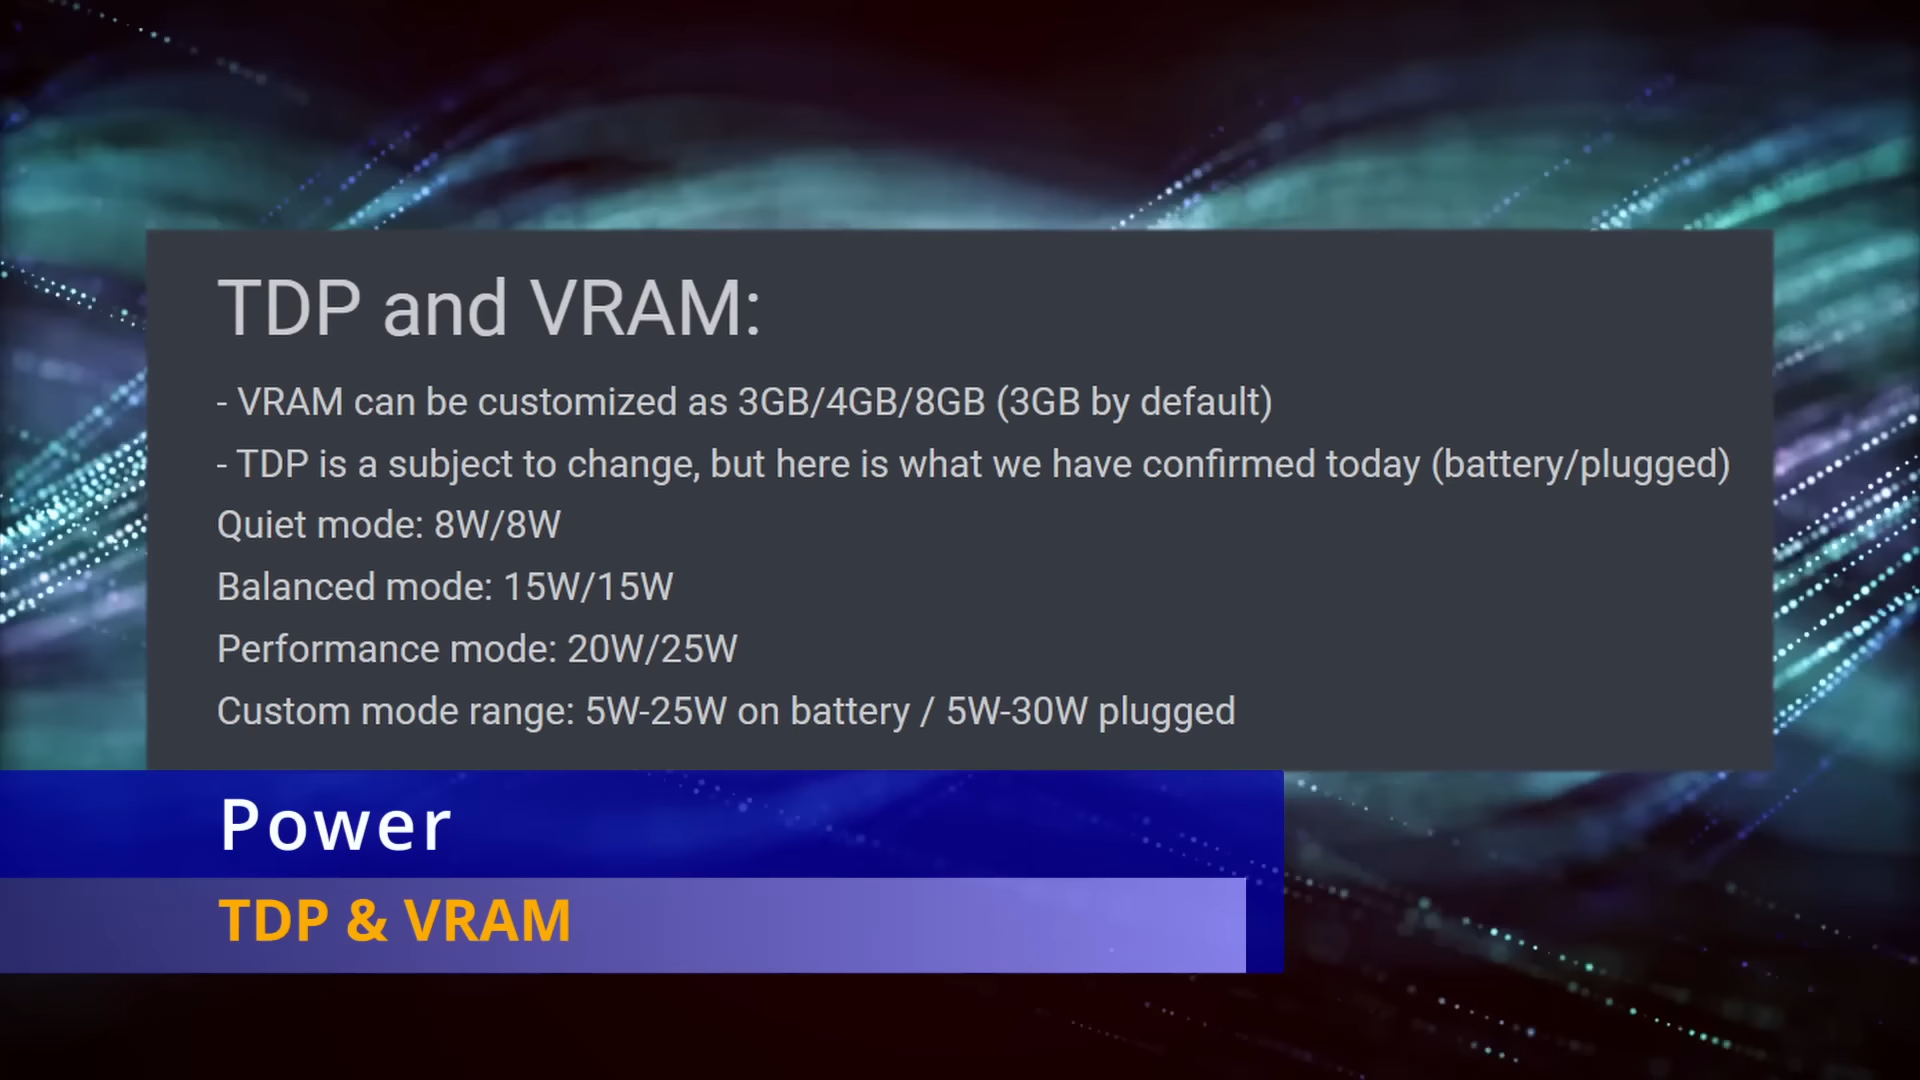 TDP and VRAM:
- VRAM can be customized as 3GB/4GB/8GB (3GB by default)
- TDP is a subject to change, but here is what we have confirmed today (battery/plugged)
Quiet mode: 8W/8W
Balanced mode: 15W/15W
Performance mode: 20W/25W
Custom mode range: 5W-25W on battery / 5W-30W plugged
Power
TDP & VRAM